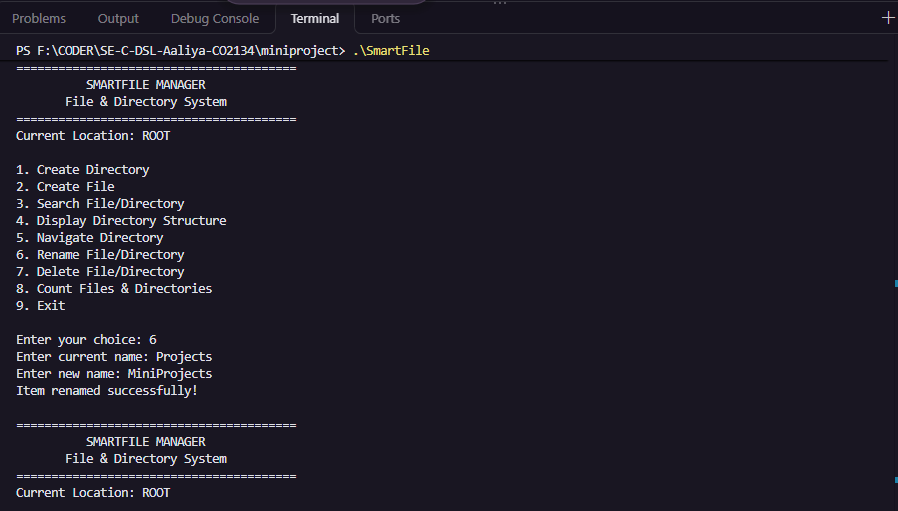 Problems Output Debug Console Terminal Ports
PS F:\CODER\SE-C-DSL-Aaliya-CO2134\miniproject> .\SmartFile
========================================
SMARTFILE MANAGER
File & Directory System
========================================
Current Location: ROOT
1. Create Directory
2. Create File
3. Search File/Directory
4. Display Directory Structure
5. Navigate Directory
6. Rename File/Directory
7. Delete File/Directory
8. Count Files & Directories
9. Exit
Enter your choice: 6
Enter current name: Projects
Enter new name: MiniProjects
Item renamed successfully!
========================================
SMARTFILE MANAGER
File & Directory System
========================================
Current Location: ROOT